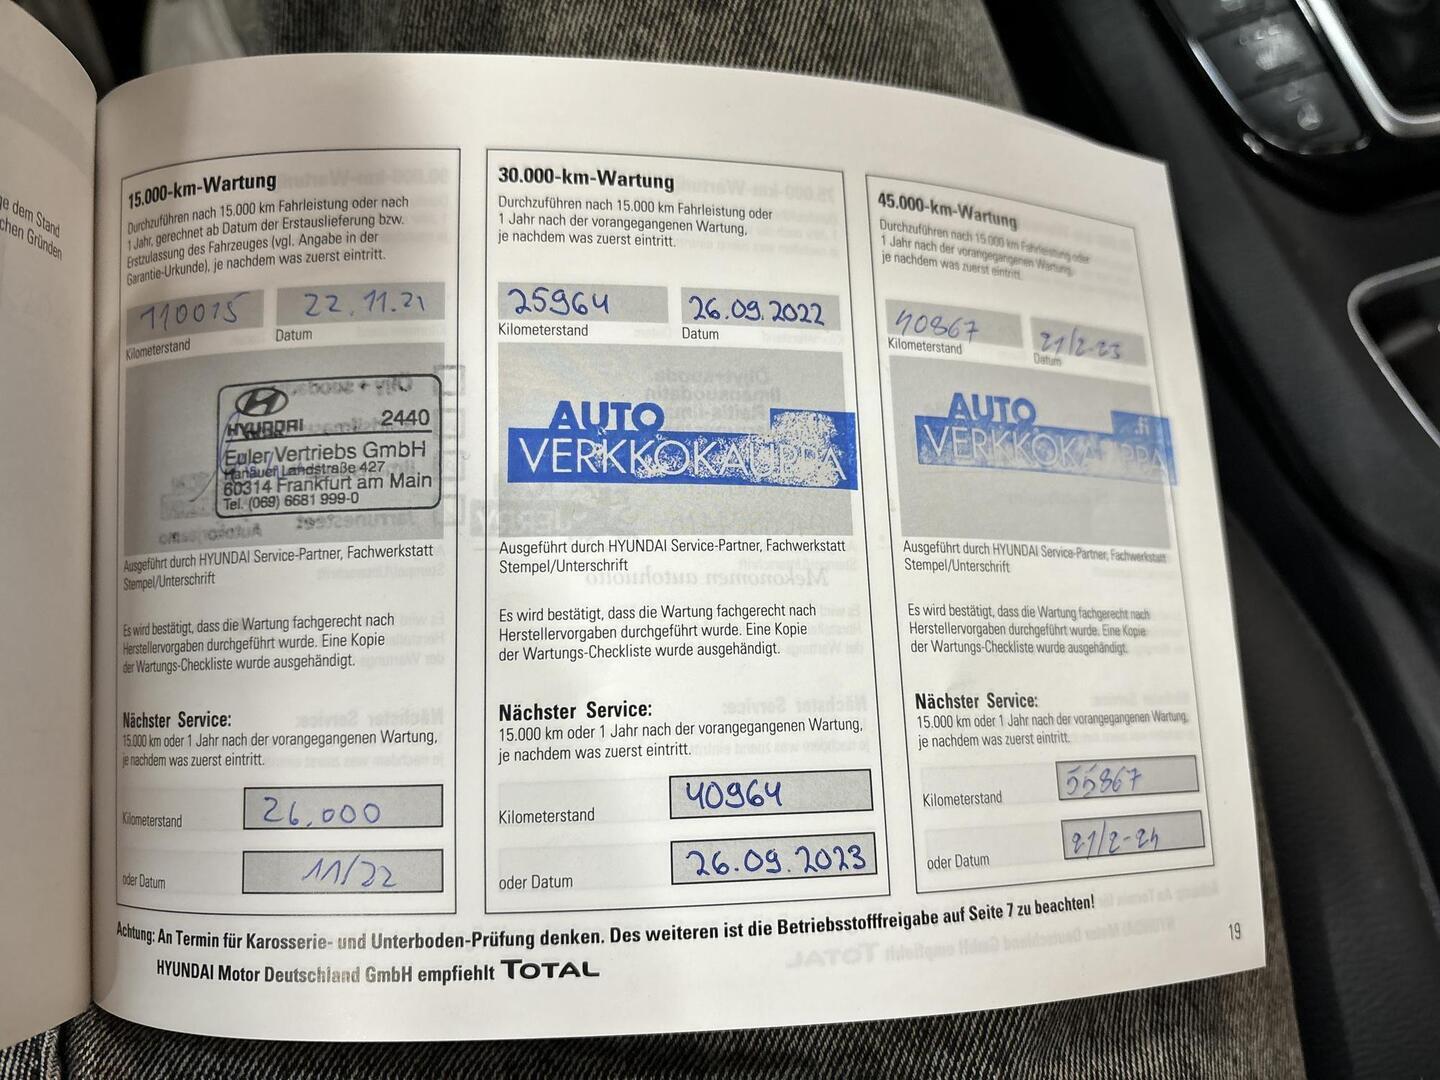 ge dem Stand
chen Gründen
15.000-km-Wartung
Durchzuführen nach 15.000 km Fahrleistung oder nach
1 Jahr, gerechnet ab Datum der Erstauslieferung bzw.
Erstzulassung des Fahrzeuges (vgl. Angabe in der
Garantie-Urkunde), je nachdem was zuerst eintritt.
110015 22.11.21
Kilometerstand Datum
HYUNDAI 2440
Euler Vertriebs GmbH
Hanauer Landstraße 427
60314 Frankfurt am Main
Tel. (069) 6681 999-0
Ausgeführt durch HYUNDAI Service-Partner, Fachwerkstatt
Stempel/Unterschrift
Es wird bestätigt, dass die Wartung fachgerecht nach
Herstellervorgaben durchgeführt wurde. Eine Kopie
der Wartungs-Checkliste wurde ausgehändigt.
Nächster Service:
15.000 km oder 1 Jahr nach der vorangegangenen Wartung,
je nachdem was zuerst eintritt.
Kilometerstand 26.000
oder Datum 11/22
30.000-km-Wartung
Durchzuführen nach 15.000 km Fahrleistung oder
1 Jahr nach der vorangegangenen Wartung,
je nachdem was zuerst eintritt.
25964 26.09.2022
Kilometerstand Datum
AUTO
VERKKOKAUPPA
Ausgeführt durch HYUNDAI Service-Partner, Fachwerkstatt
Stempel/Unterschrift
Es wird bestätigt, dass die Wartung fachgerecht nach
Herstellervorgaben durchgeführt wurde. Eine Kopie
der Wartungs-Checkliste wurde ausgehändigt.
Nächster Service:
15.000 km oder 1 Jahr nach der vorangegangenen Wartung,
je nachdem was zuerst eintritt.
Kilometerstand 40964
oder Datum 26.09.2023
45.000-km-Wartung
Durchzuführen nach 15.000 km Fahrleistung oder
1 Jahr nach der vorangegangenen Wartung,
je nachdem was zuerst eintritt.
40867 21/2-23
Kilometerstand Datum
AUTO .fi
VERKKOKAUPPA
Ausgeführt durch HYUNDAI Service-Partner, Fachwerkstatt
Stempel/Unterschrift
Es wird bestätigt, dass die Wartung fachgerecht nach
Herstellervorgaben durchgeführt wurde. Eine Kopie
der Wartungs-Checkliste wurde ausgehändigt.
Nächster Service:
15.000 km oder 1 Jahr nach der vorangegangenen Wartung,
je nachdem was zuerst eintritt.
Kilometerstand 55867
oder Datum 21/2-24
Achtung: An Termin für Karosserie- und Unterboden-Prüfung denken. Des weiteren ist die Betriebsstofffreigabe auf Seite 7 zu beachten!
HYUNDAI Motor Deutschland GmbH empfiehlt TOTAL
19